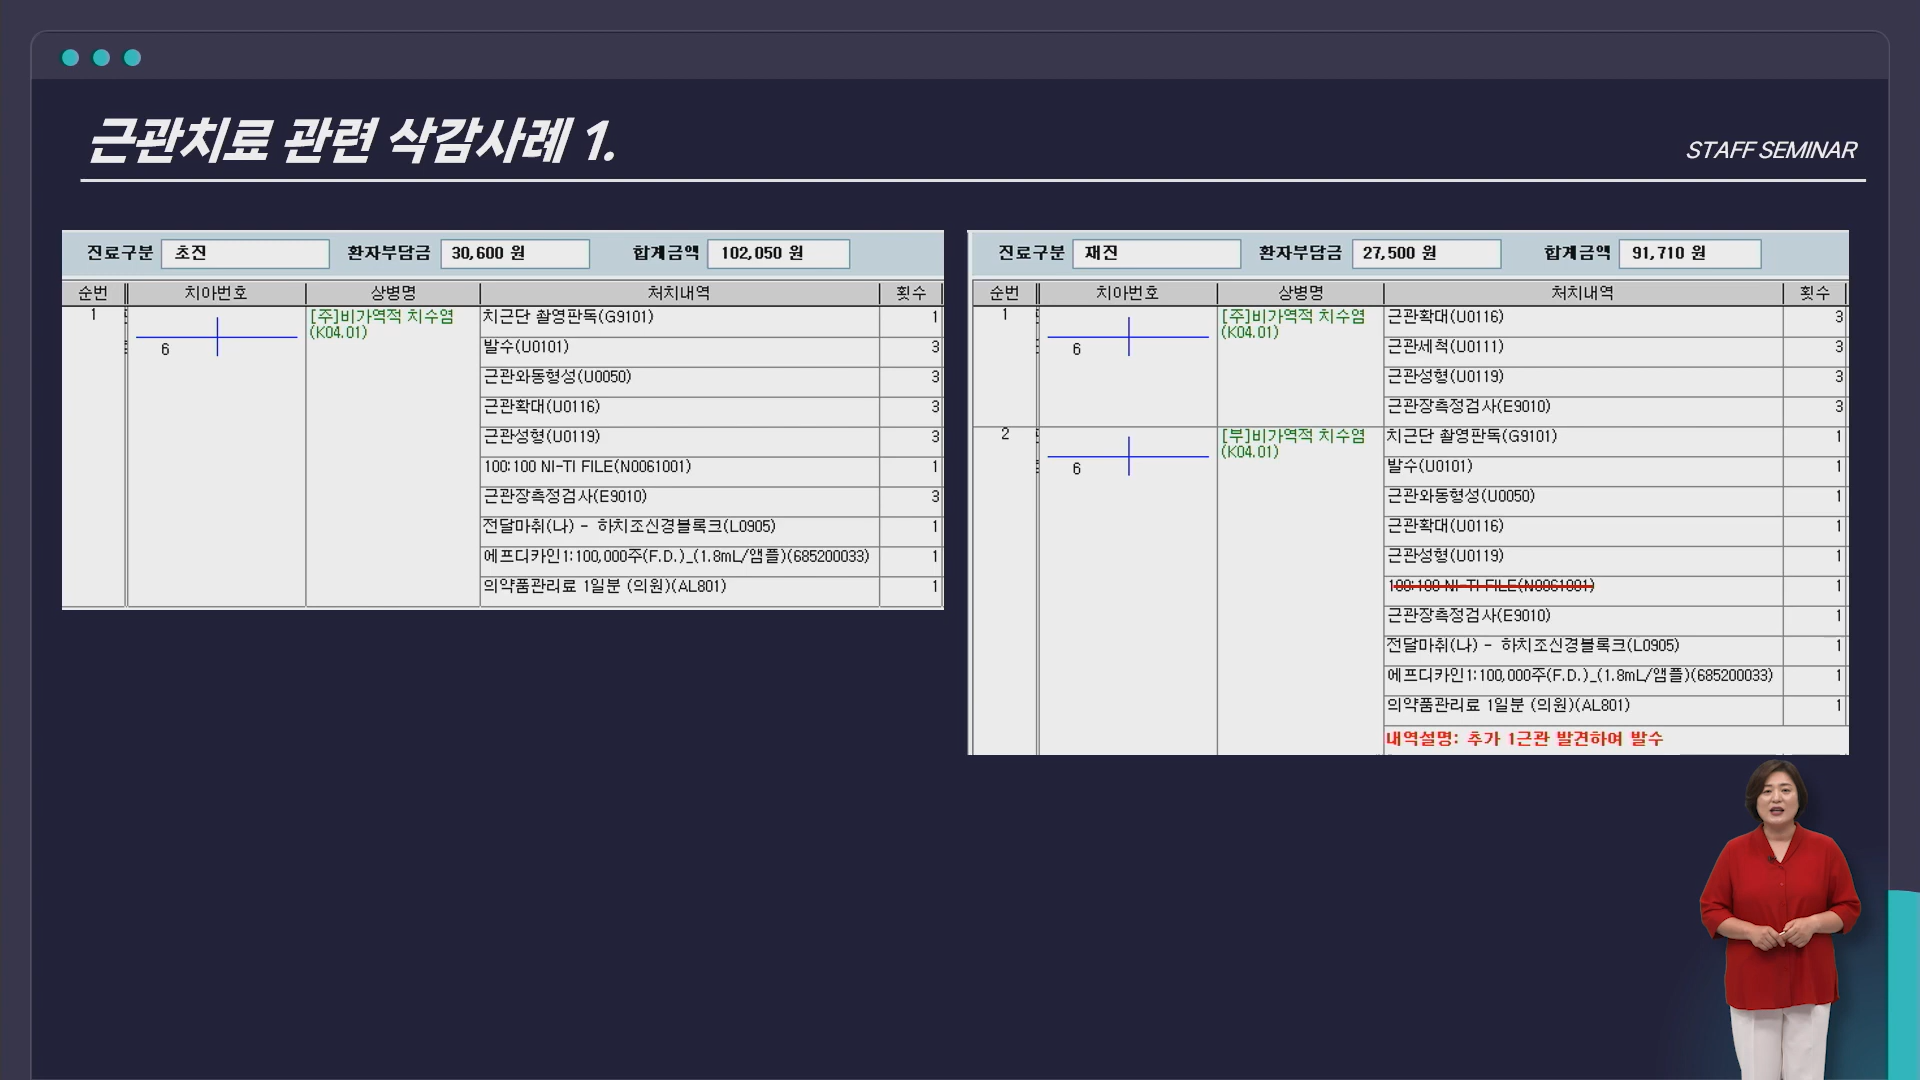 근관치료 관련 삭감사례 1.
STAFF SEMINAR
진료구분 초진 환자부담금 30,600 원 합계금액 102,050 원
순번 치아번호 상병명 처치내역 횟수
1 6 [주]비가역적 치수염 (K04.01) 치근단 촬영판독(G9101) 1
발수(U0101) 3
근관와동형성(U0050) 3
근관확대(U0116) 3
근관성형(U0119) 3
100:100 NI-TI FILE(N0061001) 1
근관장측정검사(E9010) 3
전달마취(나) - 하치조신경블록크(L0905) 1
에프디카인1:100,000주(F.D.)_(1.8mL/앰플)(685200033) 1
의약품관리료 1일분 (의원)(AL801) 1
진료구분 재진 환자부담금 27,500 원 합계금액 91,710 원
순번 치아번호 상병명 처치내역 횟수
1 6 [주]비가역적 치수염 (K04.01) 근관확대(U0116) 3
근관세척(U0111) 3
근관성형(U0119) 3
근관장측정검사(E9010) 3
2 6 [부]비가역적 치수염 (K04.01) 치근단 촬영판독(G9101) 1
발수(U0101) 1
근관와동형성(U0050) 1
근관확대(U0116) 1
근관성형(U0119) 1
100:100 NI-TI FILE(N0061001) 1
근관장측정검사(E9010) 1
전달마취(나) - 하치조신경블록크(L0905) 1
에프디카인1:100,000주(F.D.)_(1.8mL/앰플)(685200033) 1
의약품관리료 1일분 (의원)(AL801) 1
내역설명: 추가 1근관 발견하여 발수